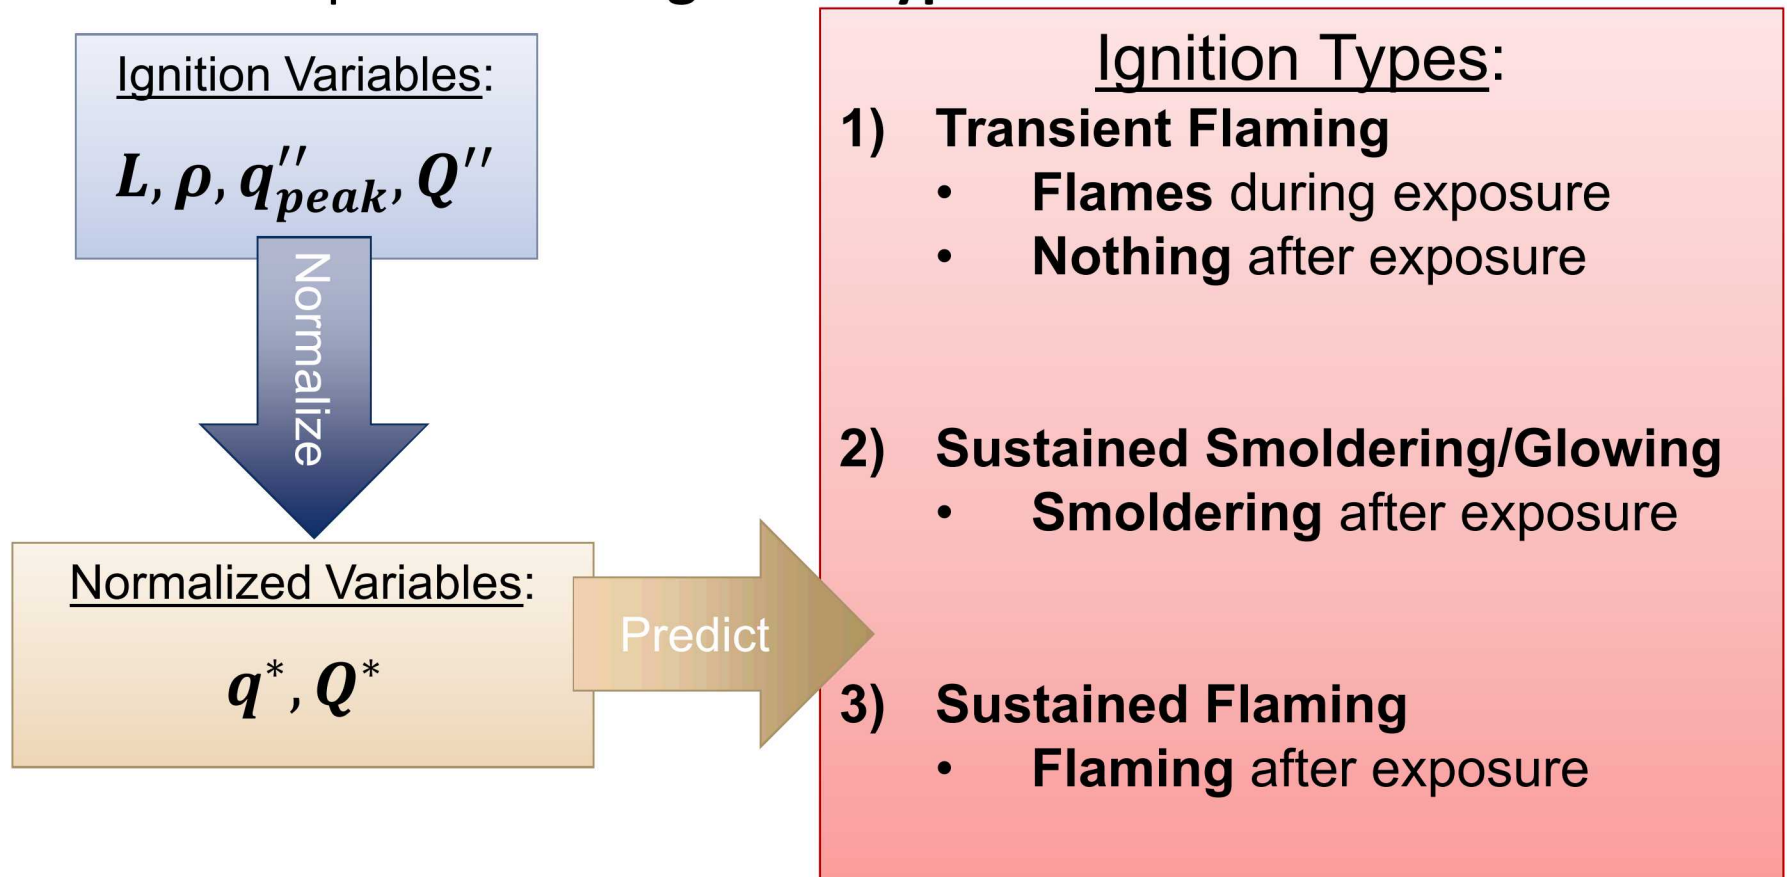 Ignition Variables:
L, ρ, q''peak, Q''
Normalize
Normalized Variables:
q*, Q*
Predict
Ignition Types:
1) Transient Flaming
• Flames during exposure
• Nothing after exposure
2) Sustained Smoldering/Glowing
• Smoldering after exposure
3) Sustained Flaming
• Flaming after exposure